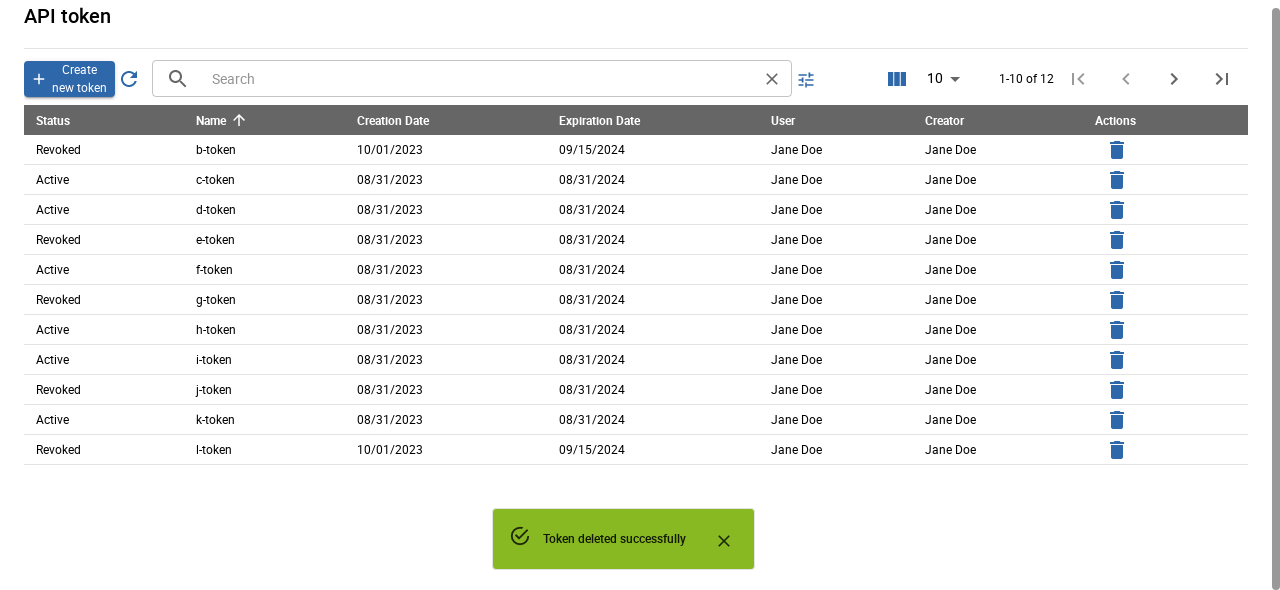 API token
Create
new token
Search
10
1-10 of 12
Status Name Creation Date Expiration Date User Creator Actions
Revoked b-token 10/01/2023 09/15/2024 Jane Doe Jane Doe
Active c-token 08/31/2023 08/31/2024 Jane Doe Jane Doe
Active d-token 08/31/2023 08/31/2024 Jane Doe Jane Doe
Revoked e-token 08/31/2023 08/31/2024 Jane Doe Jane Doe
Active f-token 08/31/2023 08/31/2024 Jane Doe Jane Doe
Revoked g-token 08/31/2023 08/31/2024 Jane Doe Jane Doe
Active h-token 08/31/2023 08/31/2024 Jane Doe Jane Doe
Active i-token 08/31/2023 08/31/2024 Jane Doe Jane Doe
Revoked j-token 08/31/2023 08/31/2024 Jane Doe Jane Doe
Active k-token 08/31/2023 08/31/2024 Jane Doe Jane Doe
Revoked l-token 10/01/2023 09/15/2024 Jane Doe Jane Doe
Token deleted successfully